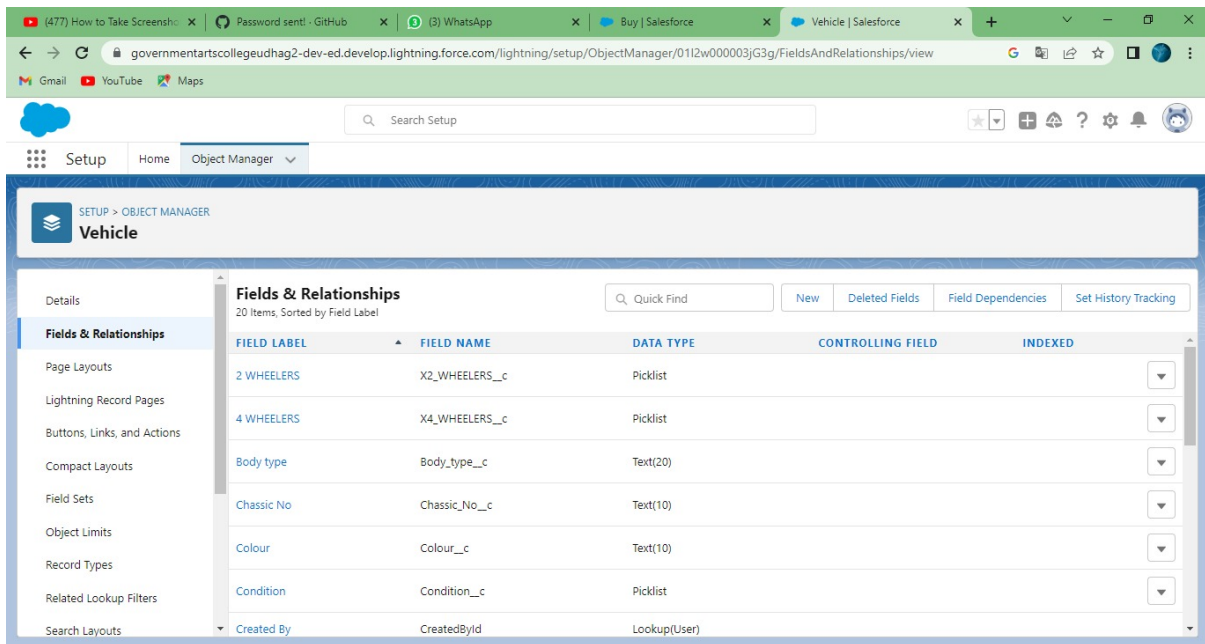 (477) How to Take Screensho
Password sent! · GitHub
(3) WhatsApp
Buy | Salesforce
Vehicle | Salesforce
governmentartscollegeudhag2-dev-ed.develop.lightning.force.com/lightning/setup/ObjectManager/01I2w000003jG3g/FieldsAndRelationships/view
Gmail YouTube Maps
Search Setup
Setup Home Object Manager
SETUP > OBJECT MANAGER
Vehicle
Details
Fields & Relationships
Page Layouts
Lightning Record Pages
Buttons, Links, and Actions
Compact Layouts
Field Sets
Object Limits
Record Types
Related Lookup Filters
Search Layouts
Fields & Relationships
20 Items, Sorted by Field Label
Quick Find
New Deleted Fields Field Dependencies Set History Tracking
FIELD LABEL FIELD NAME DATA TYPE CONTROLLING FIELD INDEXED
2 WHEELERS X2_WHEELERS__c Picklist
4 WHEELERS X4_WHEELERS__c Picklist
Body type Body_type__c Text(20)
Chassic No Chassic_No__c Text(10)
Colour Colour__c Text(10)
Condition Condition__c Picklist
Created By CreatedById Lookup(User)